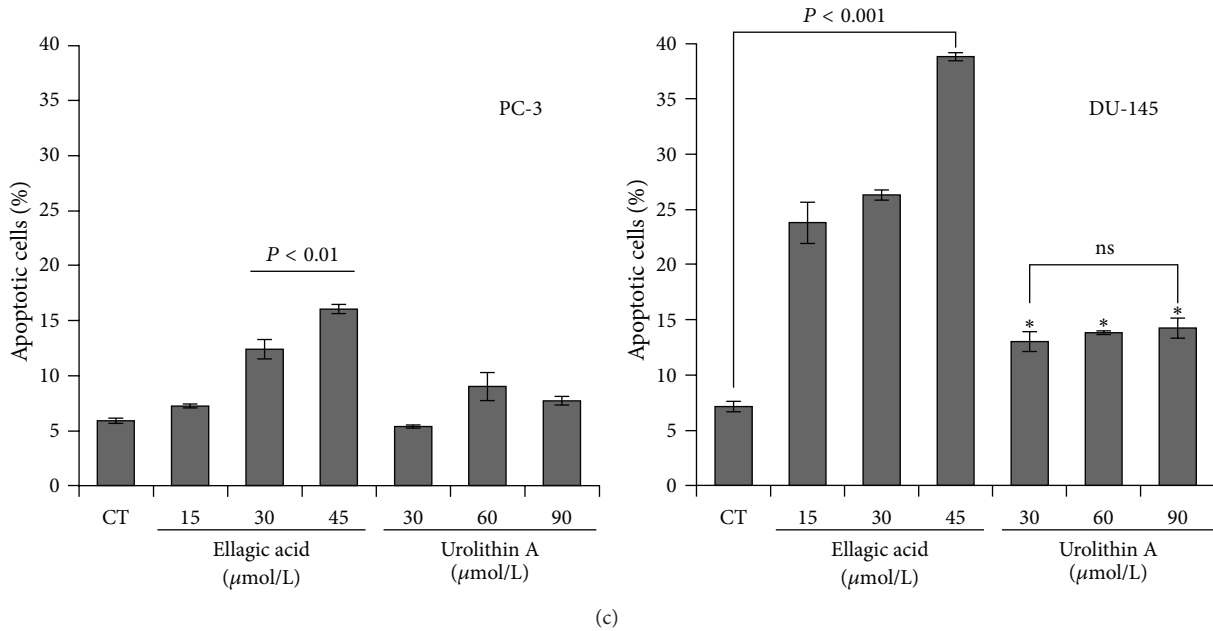 Apoptotic cells (%)
40
35
30
25
20
15
10
5
0
PC-3
P < 0.01
CT
15
30
45
30
60
90
Ellagic acid
(μmol/L)
Urolithin A
(μmol/L)
P < 0.001
Apoptotic cells (%)
40
35
30
25
20
15
10
5
0
DU-145
ns
*
*
*
CT
15
30
45
30
60
90
Ellagic acid
(μmol/L)
Urolithin A
(μmol/L)
(c)